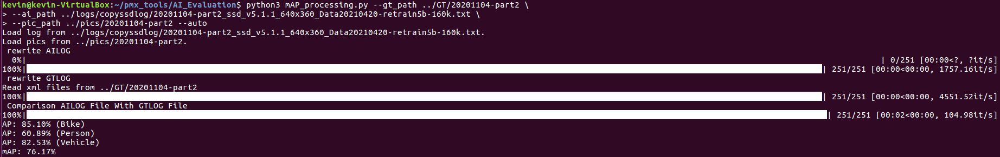 kevin@kevin-VirtualBox:~/pmx_tools/AI_Evaluation$ python3 mAP_processing.py --gt_path ../GT/20201104-part2 \
> --ai_path ../logs/copyssdlog/20201104-part2_ssd_v5.1.1_640x360_Data20210420-retrain5b-160k.txt \
> --pic_path ../pics/20201104-part2 --auto
Load log from ../logs/copyssdlog/20201104-part2_ssd_v5.1.1_640x360_Data20210420-retrain5b-160k.txt.
Load pics from ../pics/20201104-part2.
 rewrite AILOG
  0%| | 0/251 [00:00<?, ?it/s]
100%| | 251/251 [00:00<00:00, 1757.16it/s]
 rewrite GTLOG
Read xml files from ../GT/20201104-part2
100%| | 251/251 [00:00<00:00, 4551.52it/s]
 Comparison AILOG File With GTLOG File
100%| | 251/251 [00:02<00:00, 104.98it/s]
AP: 85.10% (Bike)
AP: 60.89% (Person)
AP: 82.53% (Vehicle)
mAP: 76.17%